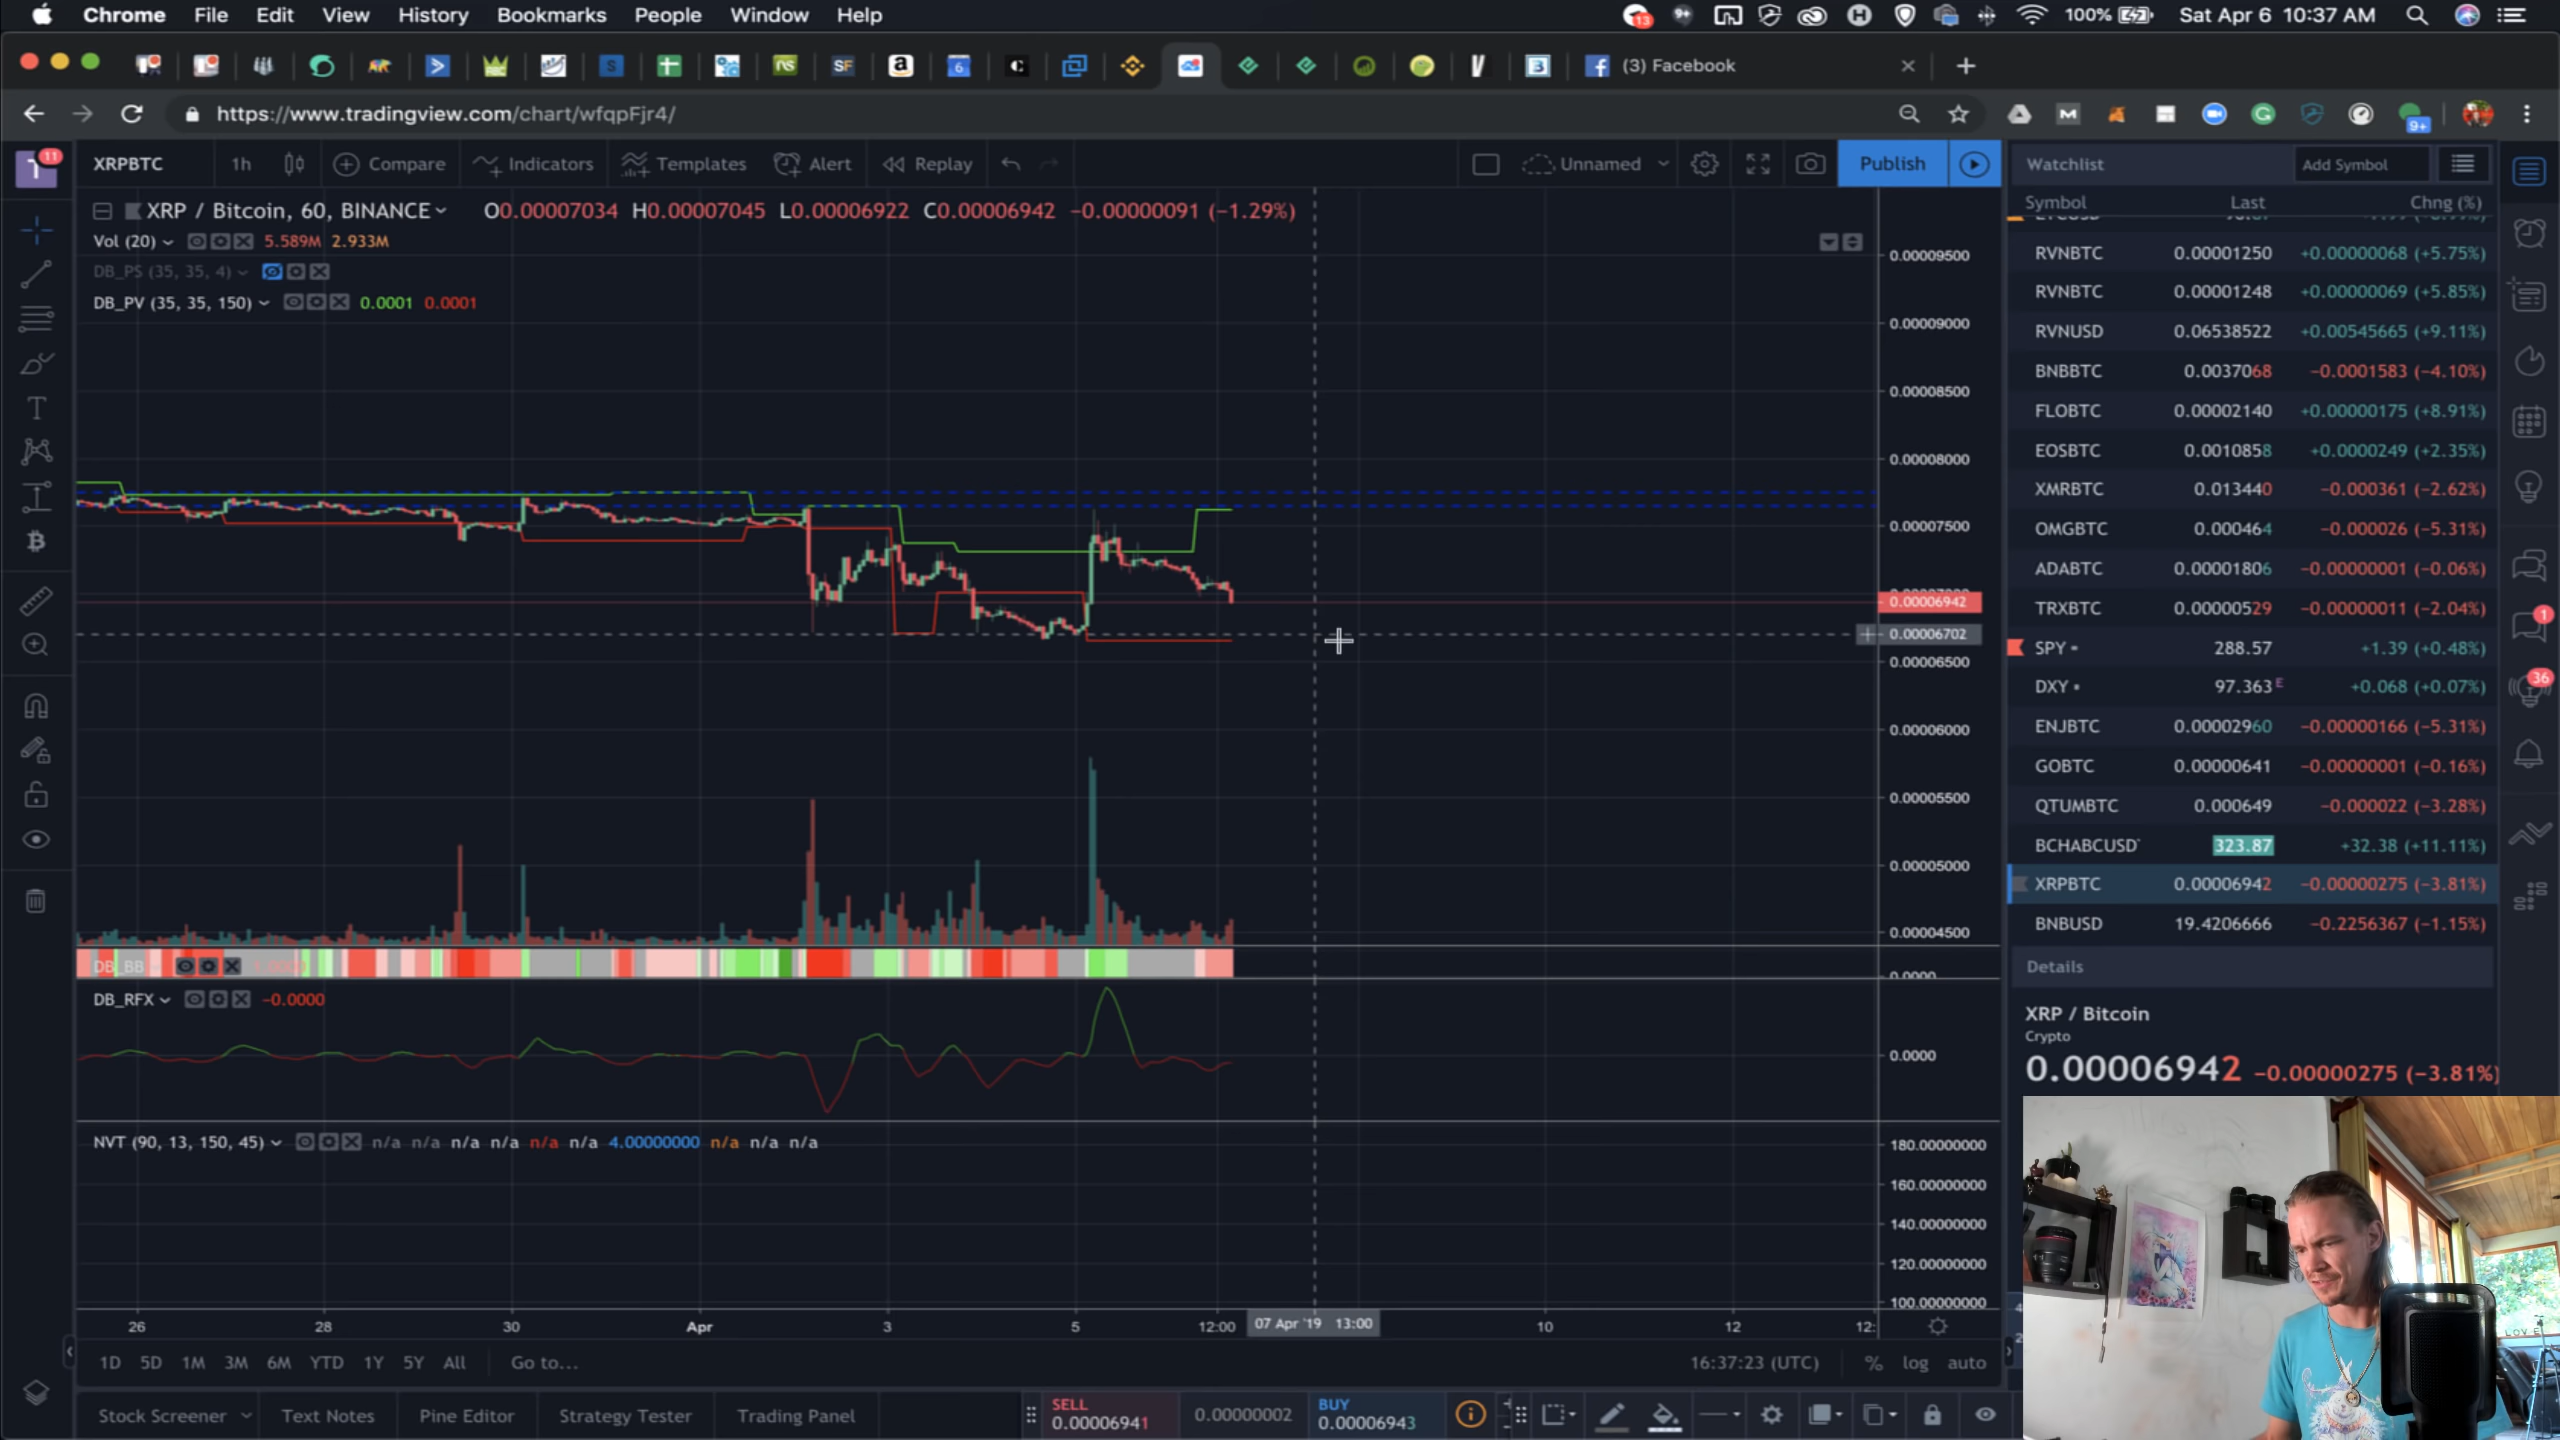 Chrome File Edit View History Bookmarks People Window Help 13 9+ 100% Sat Apr 6 10:37 AM
SF a 6 (3) Facebook
https://www.tradingview.com/chart/wfqpFjr4/ 9+
11 XRPBTC 1h Compare Indicators Templates Alert Replay Unnamed Publish
XRP / Bitcoin, 60, BINANCE O0.00007034 H0.00007045 L0.00006922 C0.00006942 −0.00000091 (−1.29%)
Vol (20) 5.589M 2.933M
DB_PS (35, 35, 4)
DB_PV (35, 35, 150) 0.0001 0.0001
0.00009500
0.00009000
0.00008500
0.00008000
0.00007500
0.00006942
0.00006702
0.00006500
0.00006000
0.00005500
0.00005000
0.00004500
DB_BB
0.0000
DB_RFX −0.0000
0.0000
NVT (90, 13, 150, 45) n/a n/a n/a n/a n/a n/a 4.00000000 n/a n/a n/a
180.00000000
160.00000000
140.00000000
120.00000000
100.00000000
26 28 30 Apr 3 5 12:00 07 Apr '19 13:00 10 12 12:
1D 5D 1M 3M 6M YTD 1Y 5Y All Go to... 16:37:23 (UTC) % log auto
Stock Screener Text Notes Pine Editor Strategy Tester Trading Panel
SELL 0.00006941 0.00000002 BUY 0.00006943
Watchlist Add Symbol
Symbol Last Chng (%)
RVNBTC 0.00001250 +0.00000068 (+5.75%)
RVNBTC 0.00001248 +0.00000069 (+5.85%)
RVNUSD 0.06538522 +0.00545665 (+9.11%)
BNBBTC 0.0037068 −0.0001583 (−4.10%)
FLOBTC 0.00002140 +0.00000175 (+8.91%)
EOSBTC 0.0010858 +0.0000249 (+2.35%)
XMRBTC 0.013440 −0.000361 (−2.62%)
OMGBTC 0.000464 −0.000026 (−5.31%)
ADABTC 0.00001806 −0.00000001 (−0.06%)
TRXBTC 0.00000529 −0.00000011 (−2.04%)
SPY 288.57 +1.39 (+0.48%)
DXY 97.363 E +0.068 (+0.07%)
ENJBTC 0.00002960 −0.00000166 (−5.31%)
GOBTC 0.00000641 −0.00000001 (−0.16%)
QTUMBTC 0.000649 −0.000022 (−3.28%)
BCHABCUSD 323.87 +32.38 (+11.11%)
XRPBTC 0.00006942 −0.00000275 (−3.81%)
BNBUSD 19.4206666 −0.2256367 (−1.15%)
Details
XRP / Bitcoin
Crypto
0.00006942 −0.00000275 (−3.81%)
1
36